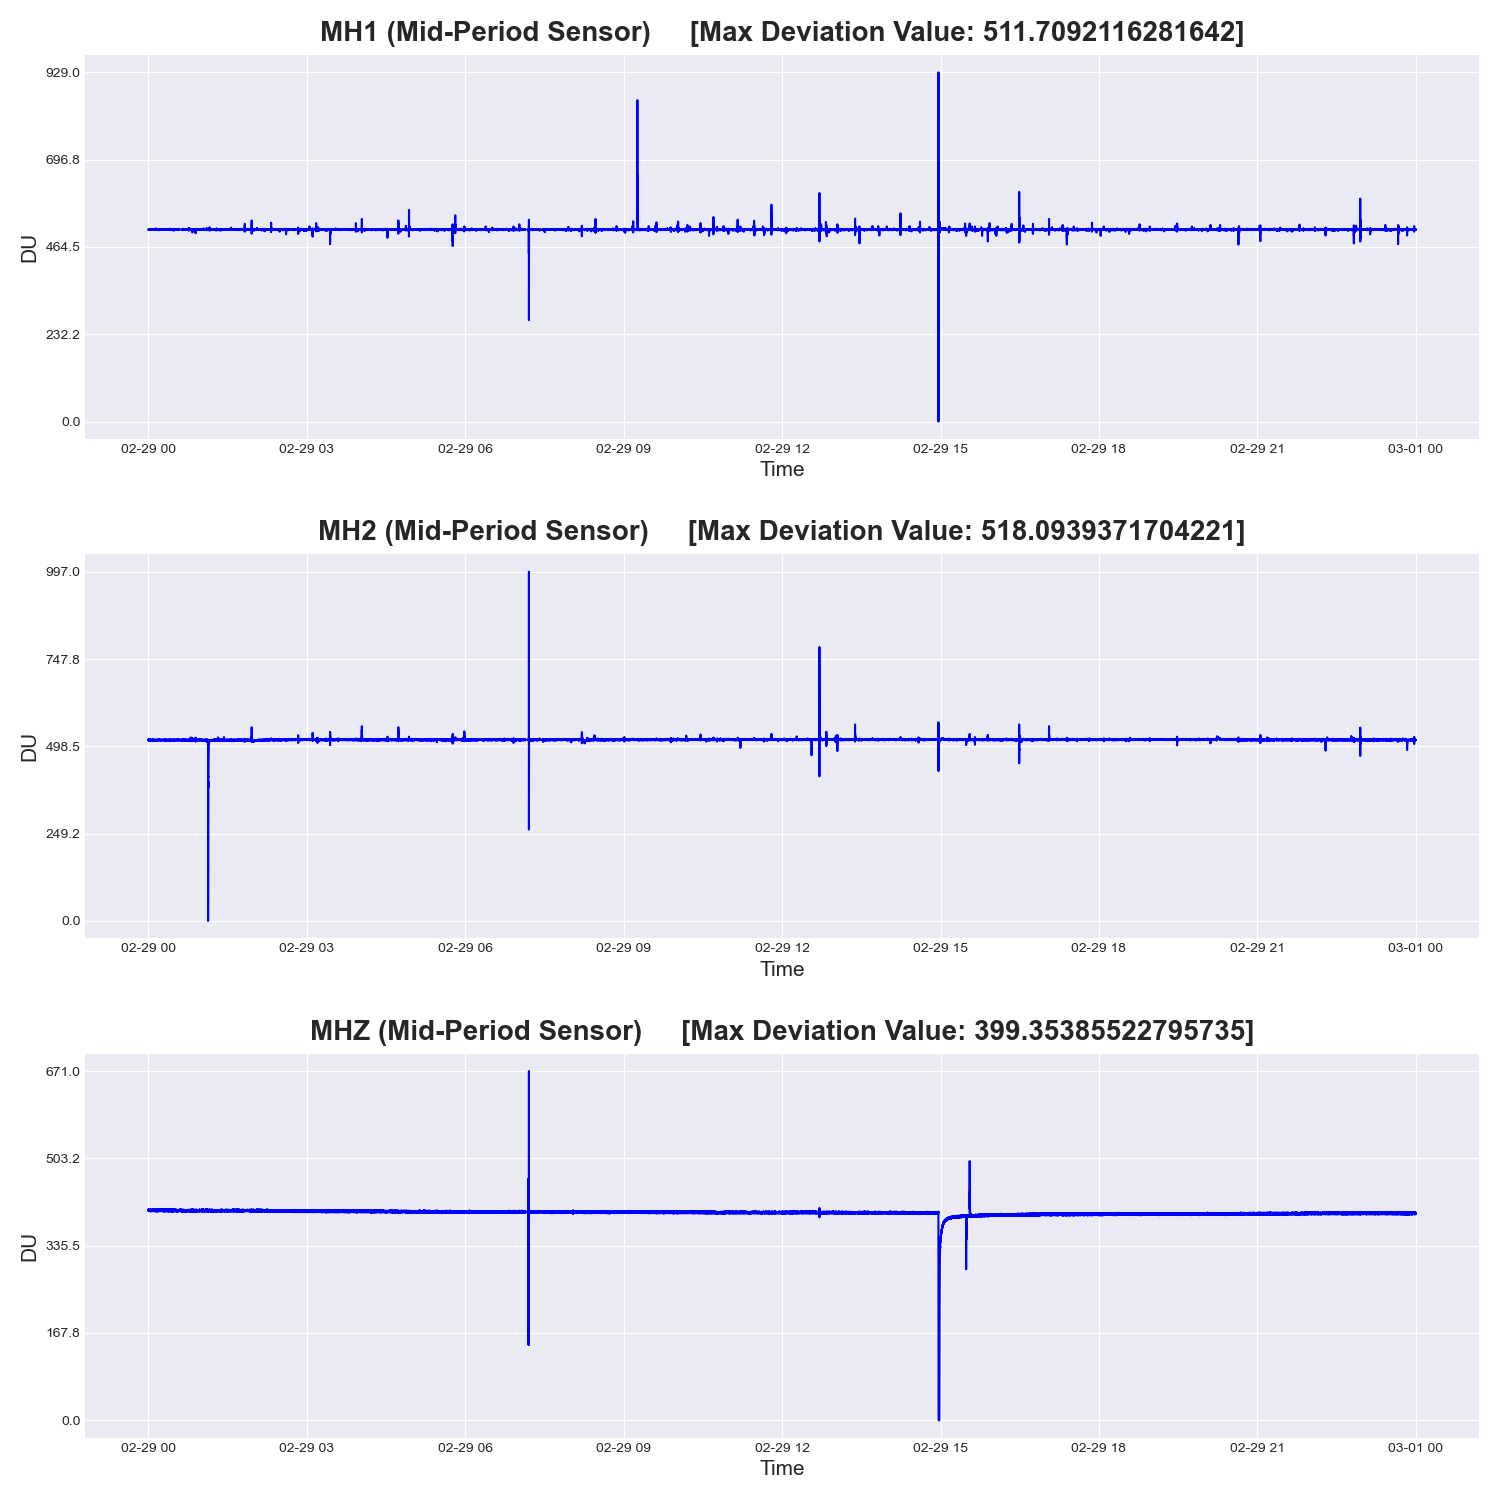 MH1 (Mid-Period Sensor) [Max Deviation Value: 511.7092116281642]
929.0
696.8
464.5
232.2
0.0
DU
02-29 00 02-29 03 02-29 06 02-29 09 02-29 12 02-29 15 02-29 18 02-29 21 03-01 00
Time
MH2 (Mid-Period Sensor) [Max Deviation Value: 518.0939371704221]
997.0
747.8
498.5
249.2
0.0
DU
02-29 00 02-29 03 02-29 06 02-29 09 02-29 12 02-29 15 02-29 18 02-29 21 03-01 00
Time
MHZ (Mid-Period Sensor) [Max Deviation Value: 399.35385522795735]
671.0
503.2
335.5
167.8
0.0
DU
02-29 00 02-29 03 02-29 06 02-29 09 02-29 12 02-29 15 02-29 18 02-29 21 03-01 00
Time